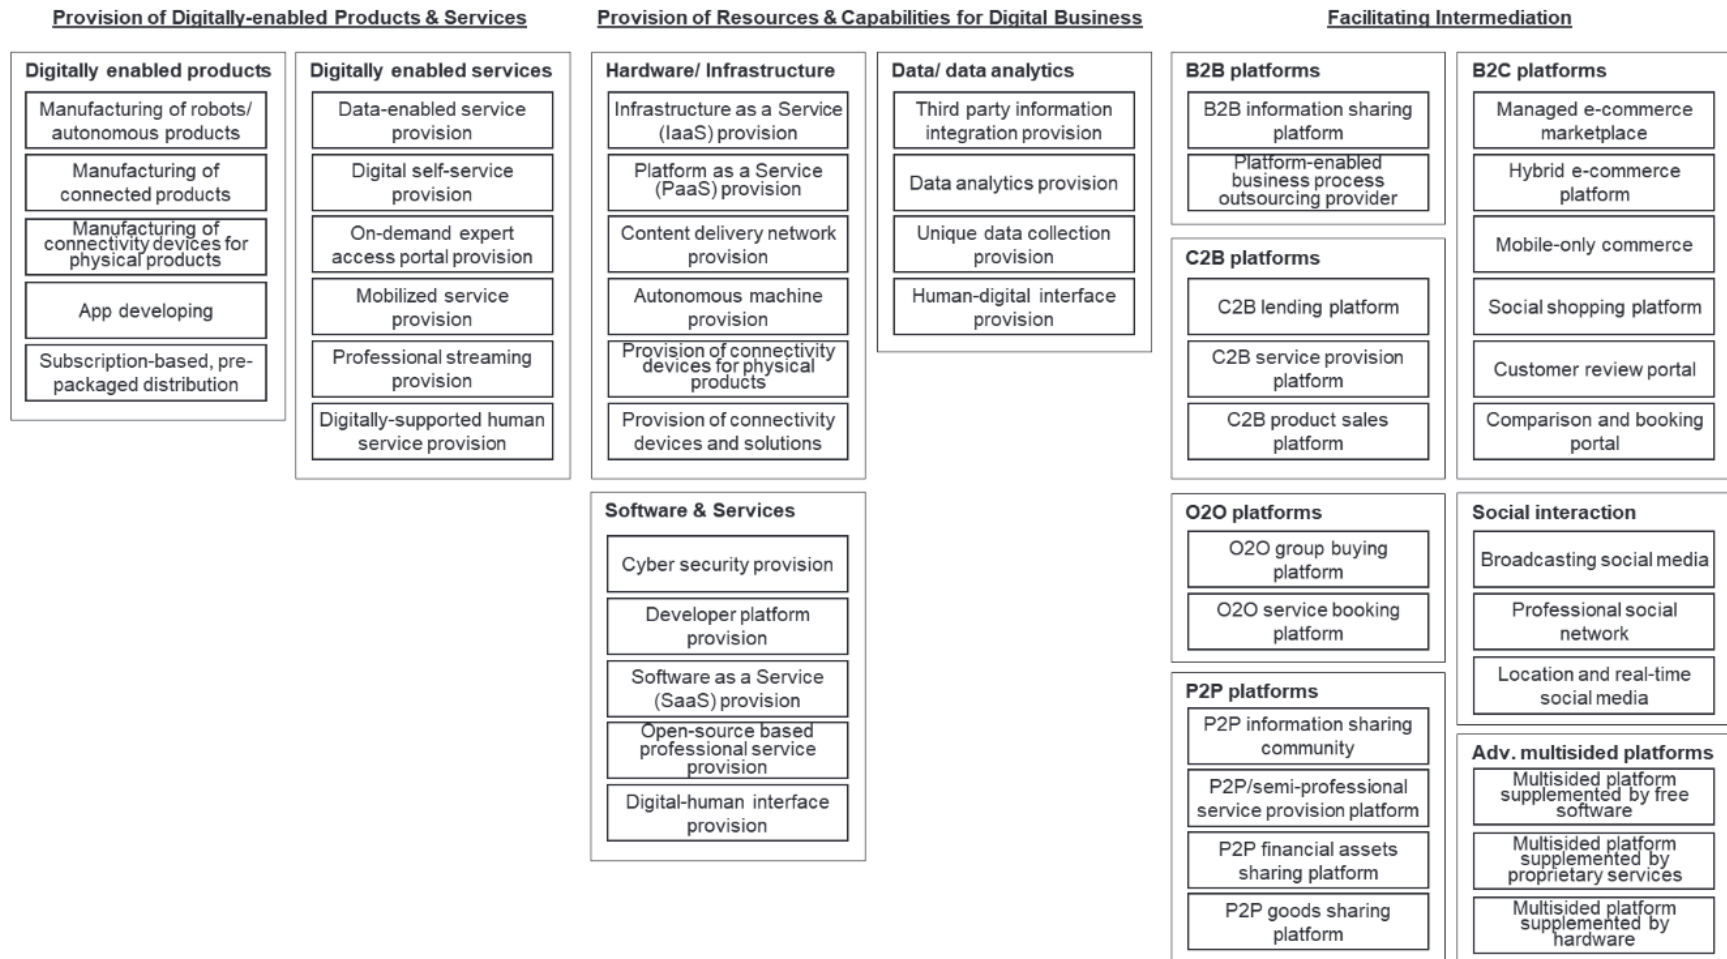 Provision of Digitally-enabled Products & Services
Digitally enabled products
Manufacturing of robots/
autonomous products
Manufacturing of
connected products
Manufacturing of
connectivity devices for
physical products
App developing
Subscription-based, pre-
packaged distribution
Digitally enabled services
Data-enabled service
provision
Digital self-service
provision
On-demand expert
access portal provision
Mobilized service
provision
Professional streaming
provision
Digitally-supported human
service provision
Provision of Resources & Capabilities for Digital Business
Hardware/ Infrastructure
Infrastructure as a Service
(IaaS) provision
Platform as a Service
(PaaS) provision
Content delivery network
provision
Autonomous machine
provision
Provision of connectivity
devices for physical
products
Provision of connectivity
devices and solutions
Software & Services
Cyber security provision
Developer platform
provision
Software as a Service
(SaaS) provision
Open-source based
professional service
provision
Digital-human interface
provision
Data/ data analytics
Third party information
integration provision
Data analytics provision
Unique data collection
provision
Human-digital interface
provision
Facilitating Intermediation
B2B platforms
B2B information sharing
platform
Platform-enabled
business process
outsourcing provider
C2B platforms
C2B lending platform
C2B service provision
platform
C2B product sales
platform
O2O platforms
O2O group buying
platform
O2O service booking
platform
P2P platforms
P2P information sharing
community
P2P/semi-professional
service provision platform
P2P financial assets
sharing platform
P2P goods sharing
platform
B2C platforms
Managed e-commerce
marketplace
Hybrid e-commerce
platform
Mobile-only commerce
Social shopping platform
Customer review portal
Comparison and booking
portal
Social interaction
Broadcasting social media
Professional social
network
Location and real-time
social media
Adv. multisided platforms
Multisided platform
supplemented by free
software
Multisided platform
supplemented by
proprietary services
Multisided platform
supplemented by
hardware